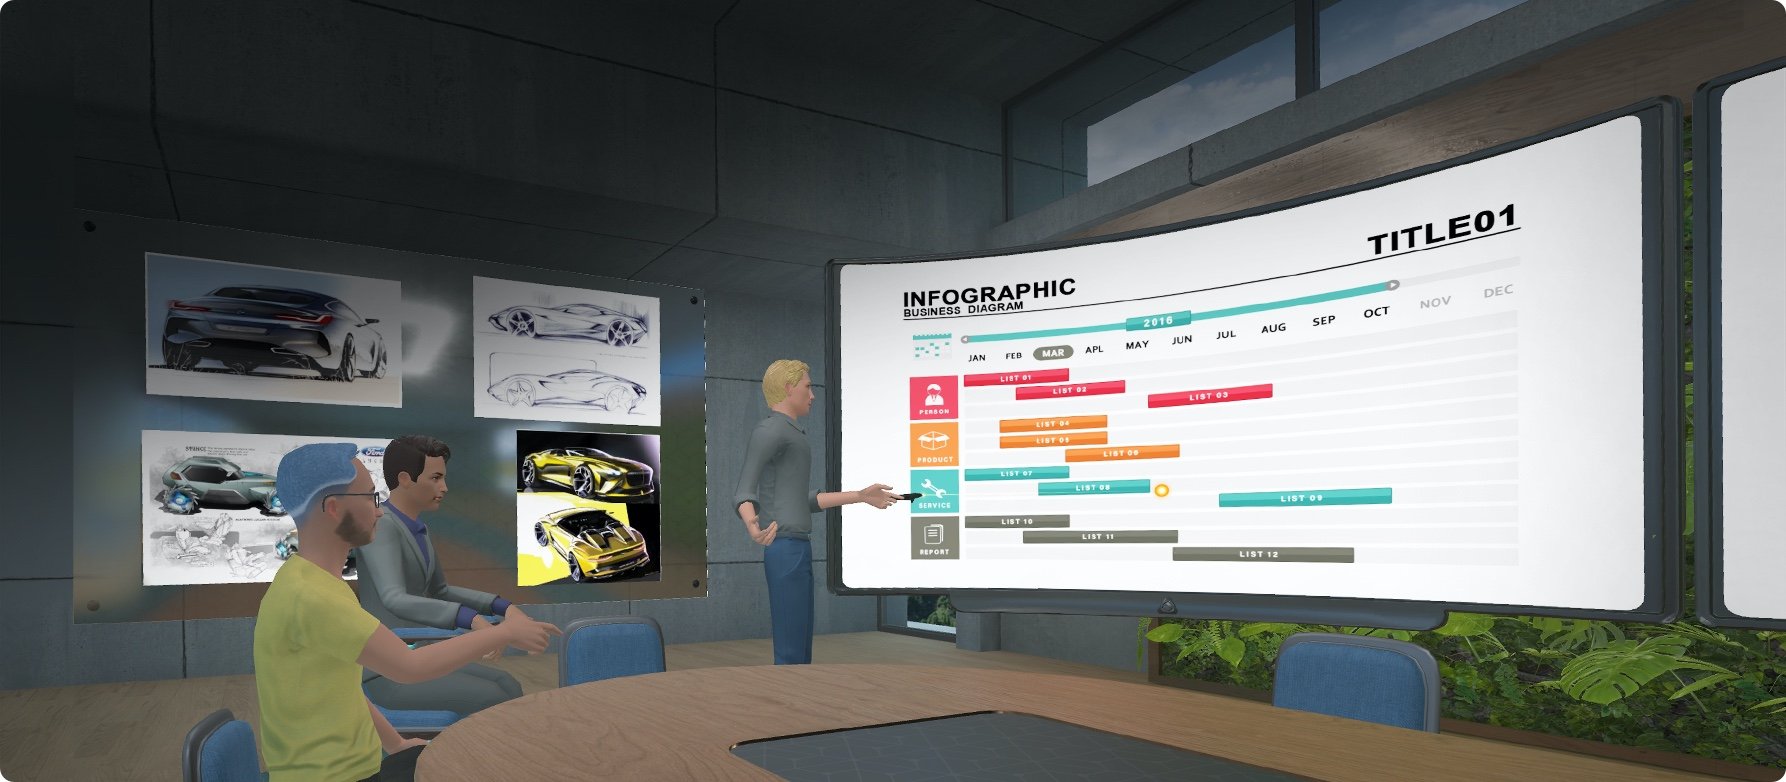 TITLE01
INFOGRAPHIC
BUSINESS DIAGRAM
2016
JAN FEB MAR APL MAY JUN JUL AUG SEP OCT NOV DEC
PERSON
LIST 01
LIST 02
LIST 03
PRODUCT
LIST 04
LIST 05
LIST 06
SERVICE
LIST 07
LIST 08
LIST 09
REPORT
LIST 10
LIST 11
LIST 12
Ford